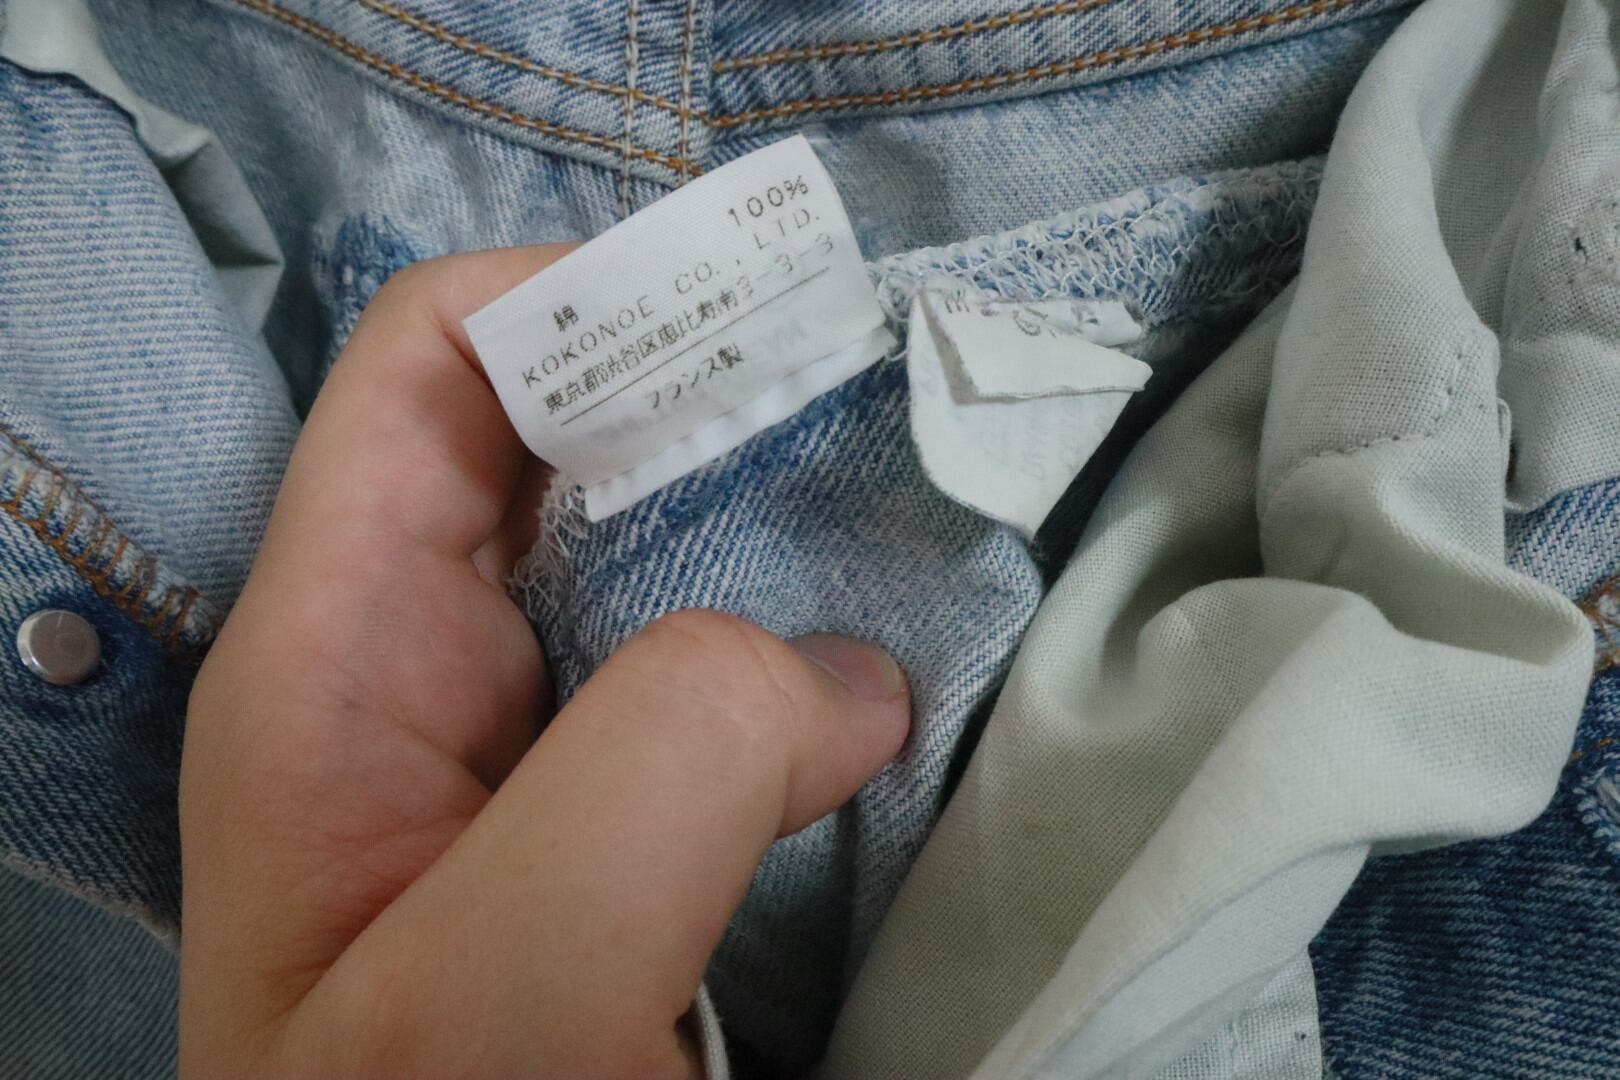 綿 100%
KOKONOE CO., LTD.
東京都渋谷区恵比寿南3-3-3
フランス製